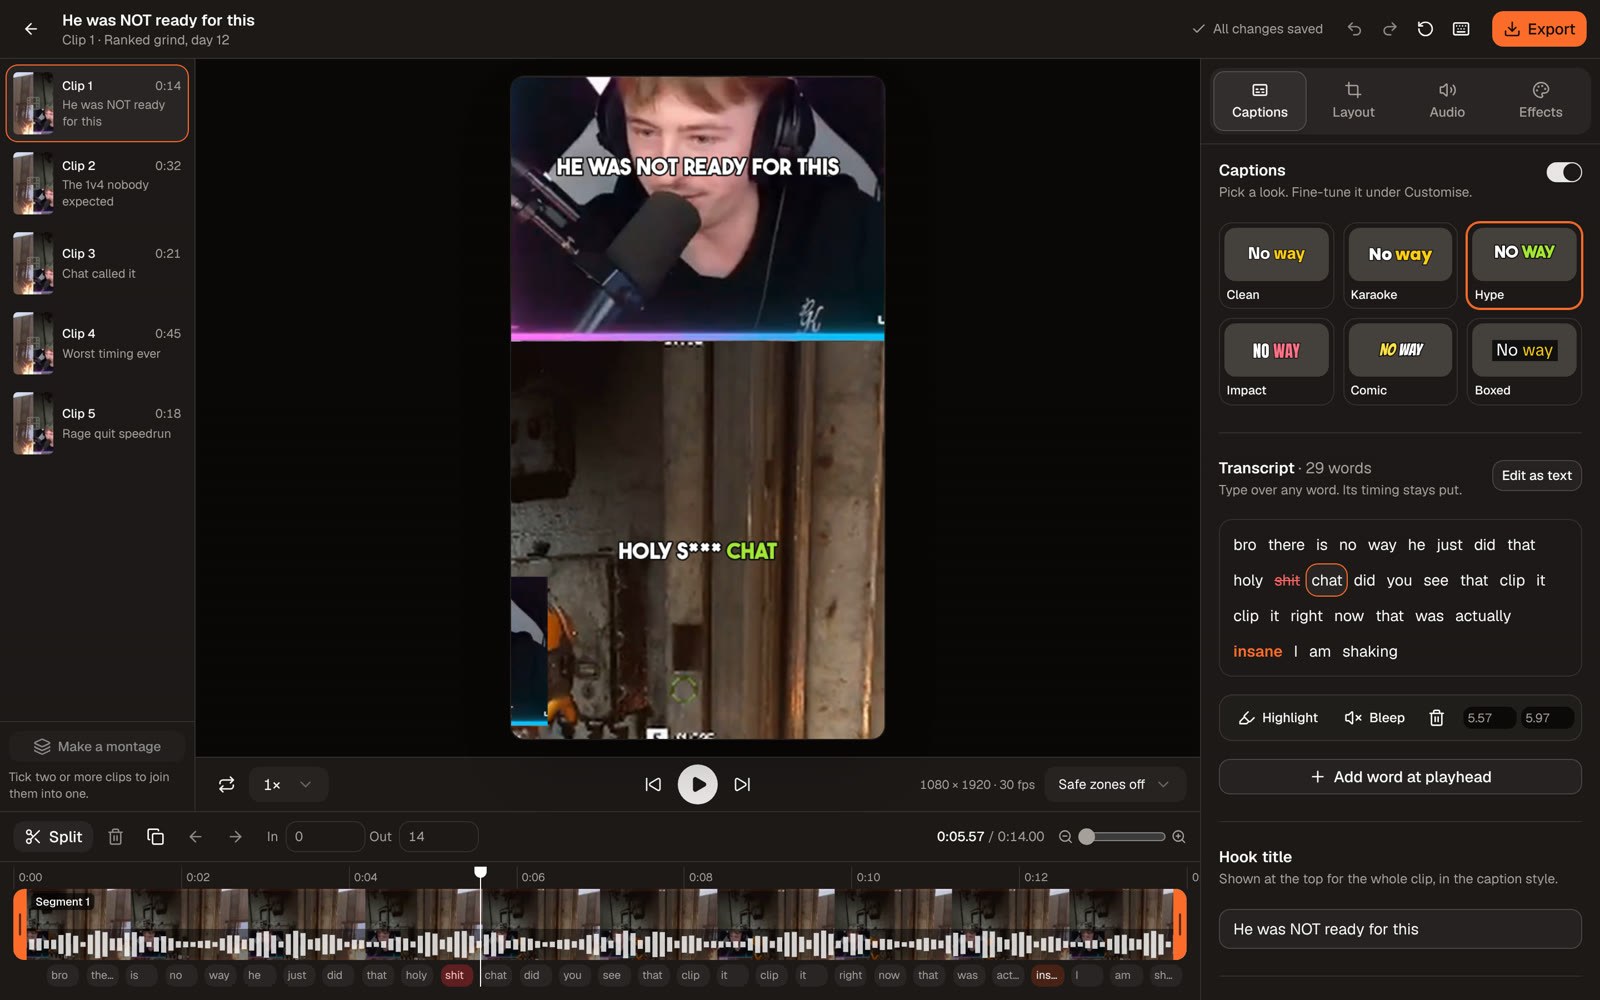 He was NOT ready for this
Clip 1 · Ranked grind, day 12
All changes saved
Export
Clip 1 0:14
He was NOT ready
for this
Clip 2 0:32
The 1v4 nobody
expected
Clip 3 0:21
Chat called it
Clip 4 0:45
Worst timing ever
Clip 5 0:18
Rage quit speedrun
Make a montage
Tick two or more clips to join
them into one.
HE WAS NOT READY FOR THIS
HOLY S*** CHAT
1×
1080 × 1920 · 30 fps
Safe zones off
Captions
Layout
Audio
Effects
Captions
Pick a look. Fine-tune it under Customise.
No way
Clean
No way
Karaoke
NO WAY
Hype
NO WAY
Impact
NO WAY
Comic
No way
Boxed
Transcript · 29 words
Type over any word. Its timing stays put.
Edit as text
bro there is no way he just did that
holy shit chat did you see that clip it
clip it right now that was actually
insane I am shaking
Highlight
Bleep
5.57
5.97
Add word at playhead
Hook title
Shown at the top for the whole clip, in the caption style.
He was NOT ready for this
Split
In 0 Out 14
0:05.57 / 0:14.00
0:00 0:02 0:04 0:06 0:08 0:10 0:12 0
Segment 1
bro the... is no way he just did that holy shit chat did you see that clip it clip it right now that was act... ins... I am sh...